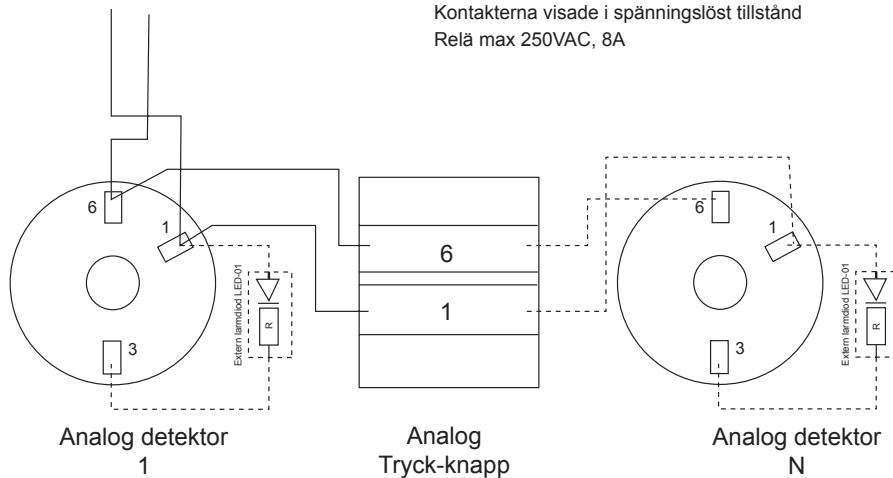 Kontakterna visade i spänningslöst tillstånd
Relä max 250VAC, 8A
6
1
3
Extern larmdiod LED-01
R
6
1
6
1
3
Extern larmdiod LED-01
R
Analog detektor
1
Analog
Tryck-knapp
Analog detektor
N